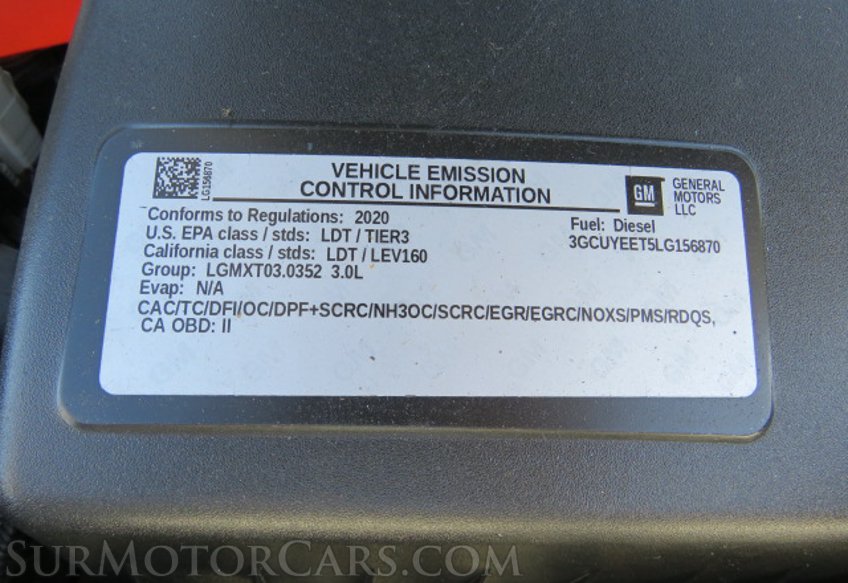 LG156870
VEHICLE EMISSION
CONTROL INFORMATION
GM
GENERAL
MOTORS
LLC
Conforms to Regulations: 2020
Fuel: Diesel
U.S. EPA class / stds: LDT / TIER3
3GCUYEET5LG156870
California class / stds: LDT / LEV160
Group: LGMXT03.0352 3.0L
Evap: N/A
CAC/TC/DFI/OC/DPF+SCRC/NH3OC/SCRC/EGR/EGRC/NOXS/PMS/RDQS,
CA OBD: II
SURMOTORCARS.COM